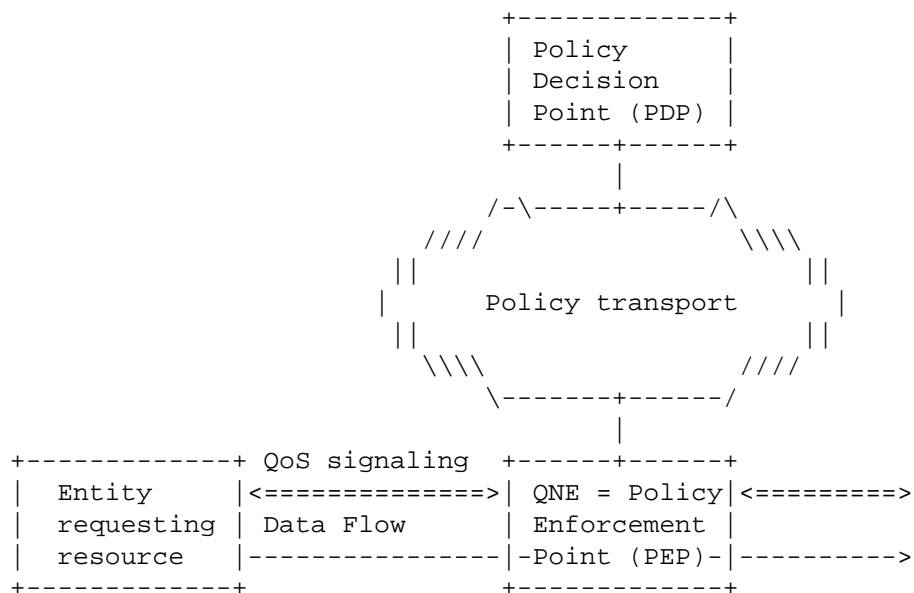 Policy
Decision
Point (PDP)
Policy transport
QoS signaling
Entity QNE = Policy
requesting Data Flow Enforcement
resource Point (PEP)